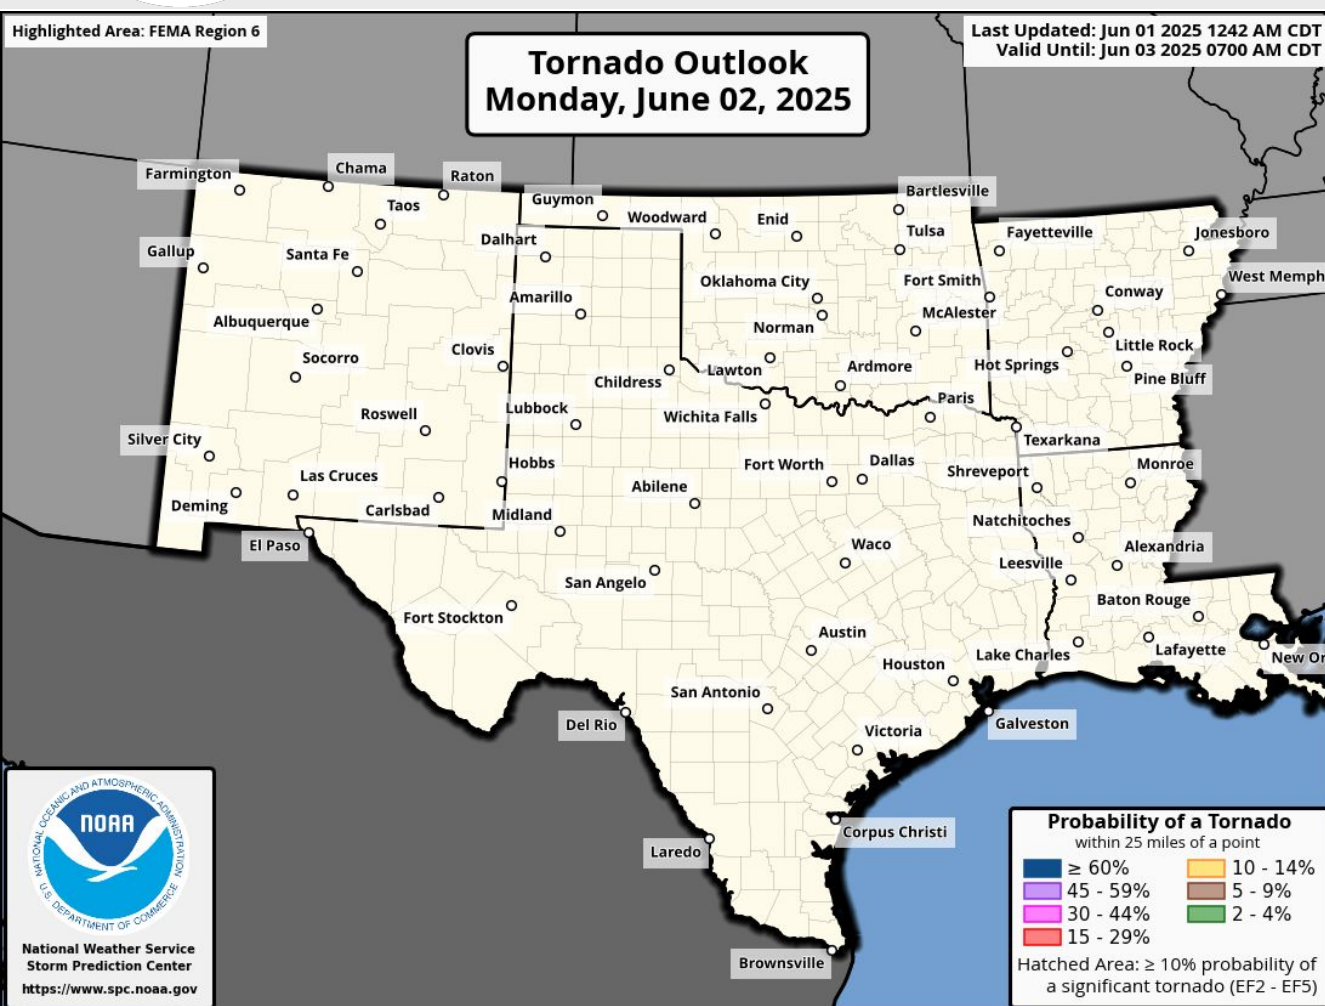 Highlighted Area: FEMA Region 6
Last Updated: Jun 01 2025 1242 AM CDT
Valid Until: Jun 03 2025 0700 AM CDT
Tornado Outlook
Monday, June 02, 2025
Farmington
Chama
Raton
Taos
Guymon
Woodward
Enid
Bartlesville
Tulsa
Fayetteville
Jonesboro
Gallup
Santa Fe
Dalhart
Oklahoma City
Fort Smith
West Memph
Albuquerque
Amarillo
Norman
McAlester
Conway
Little Rock
Socorro
Clovis
Childress
Lawton
Ardmore
Hot Springs
Pine Bluff
Roswell
Lubbock
Wichita Falls
Paris
Silver City
Texarkana
Las Cruces
Hobbs
Abilene
Fort Worth
Dallas
Shreveport
Monroe
Deming
Carlsbad
Midland
Natchitoches
El Paso
San Angelo
Waco
Leesville
Alexandria
Fort Stockton
Baton Rouge
Austin
Houston
Lake Charles
Lafayette
New Or
Del Rio
San Antonio
Victoria
Galveston
Laredo
Corpus Christi
Brownsville
NATIONAL OCEANIC AND ATMOSPHERIC ADMINISTRATION
NOAA
U.S. DEPARTMENT OF COMMERCE
National Weather Service
Storm Prediction Center
https://www.spc.noaa.gov
Probability of a Tornado
within 25 miles of a point
≥ 60%
10 - 14%
45 - 59%
5 - 9%
30 - 44%
2 - 4%
15 - 29%
Hatched Area: ≥ 10% probability of
a significant tornado (EF2 - EF5)